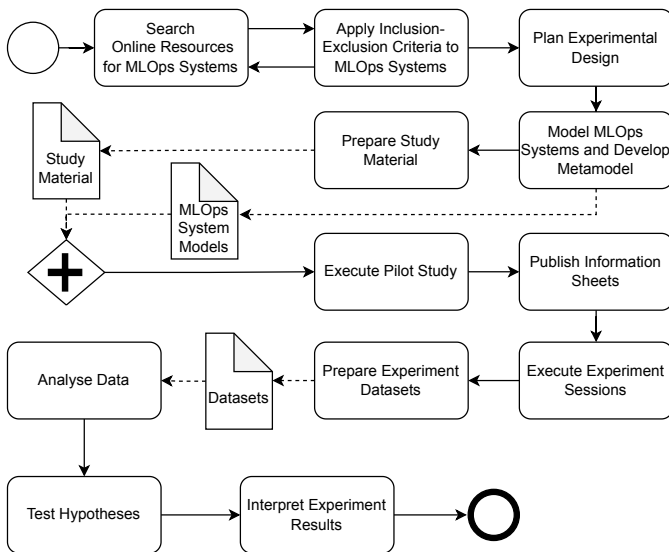 Search
Online Resources
for MLOps Systems
Apply Inclusion-
Exclusion Criteria to
MLOps Systems
Plan Experimental
Design
Study
Material
Prepare Study
Material
Model MLOps
Systems and Develop
Metamodel
MLOps
System
Models
Execute Pilot Study
Publish Information
Sheets
Analyse Data
Datasets
Prepare Experiment
Datasets
Execute Experiment
Sessions
Test Hypotheses
Interpret Experiment
Results